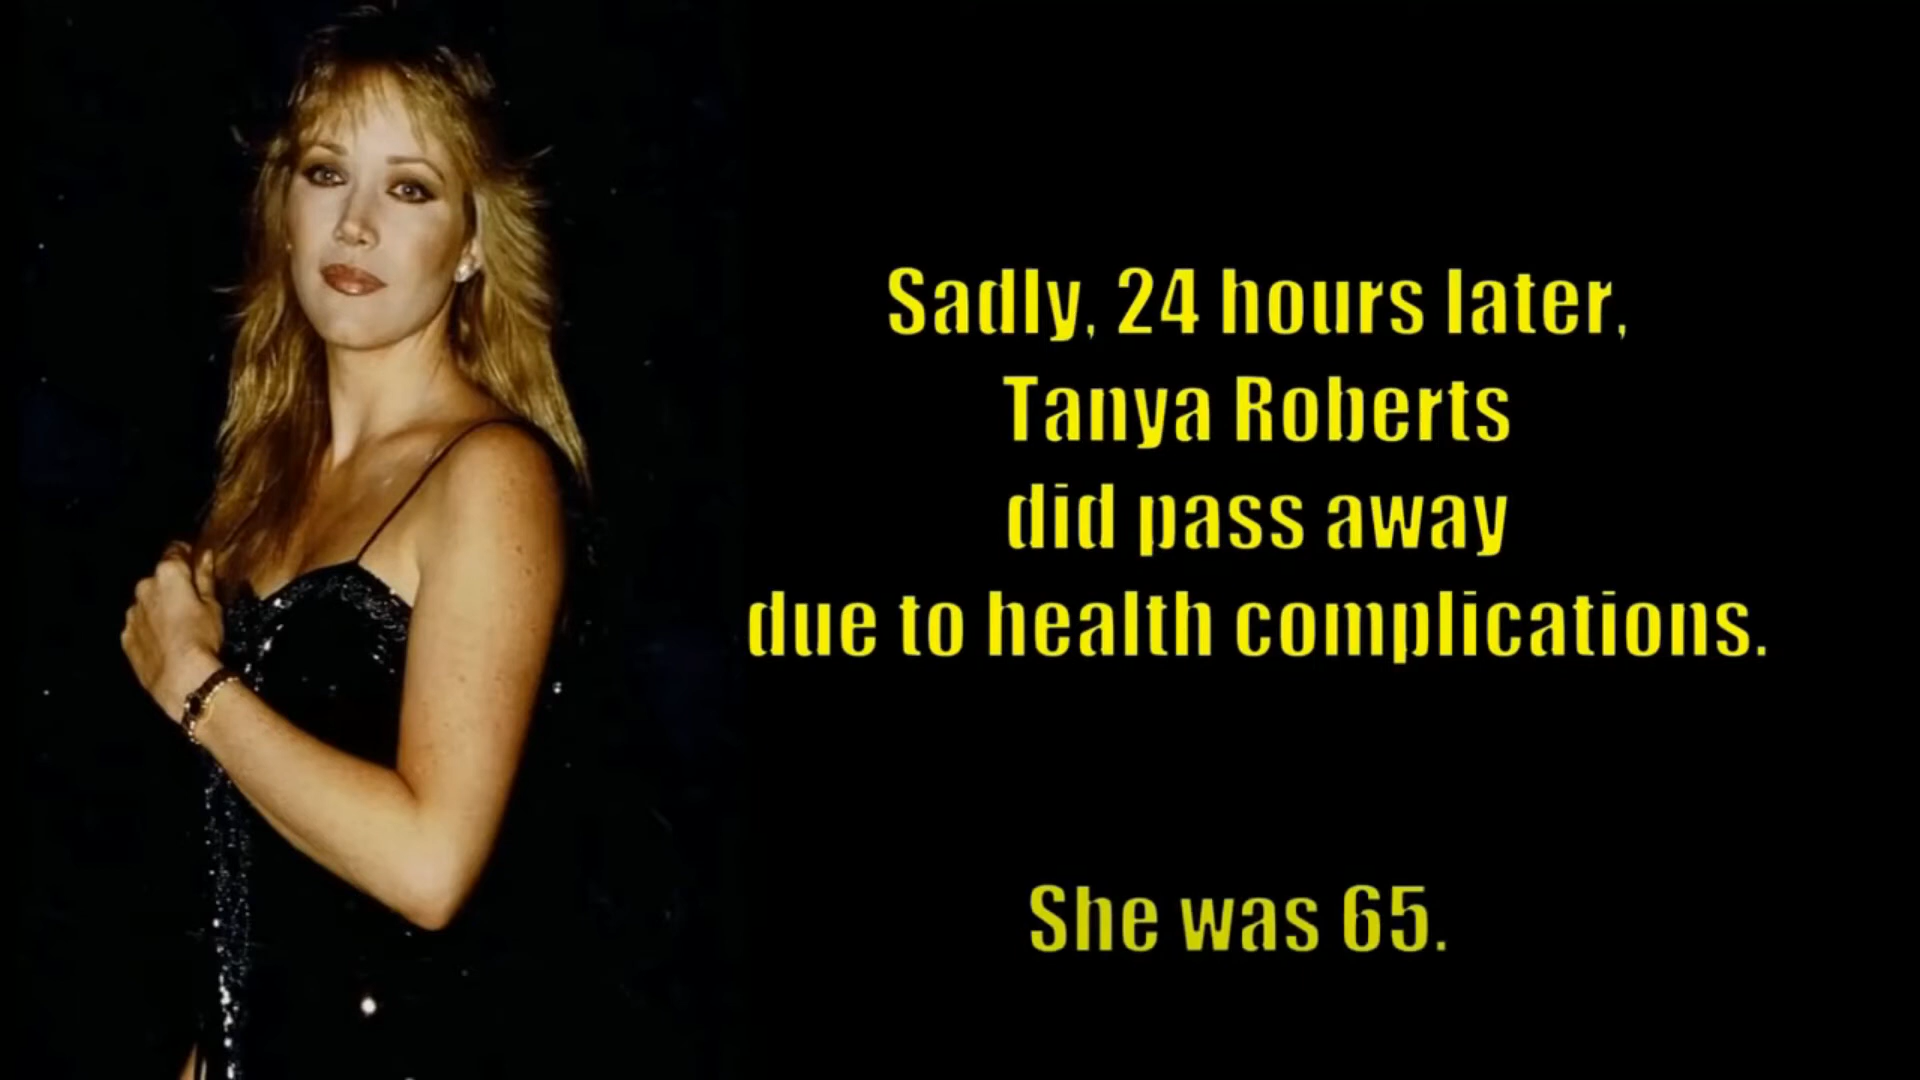 Sadly, 24 hours later,
Tanya Roberts
did pass away
due to health complications.
She was 65.